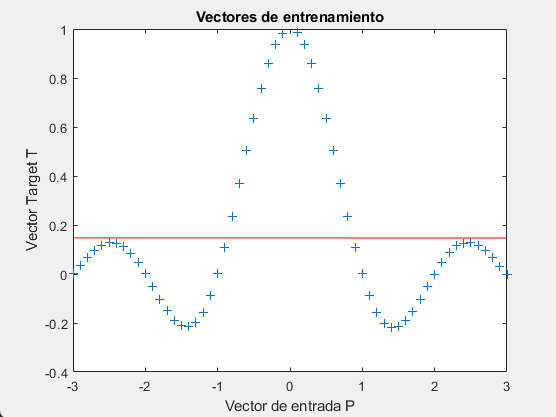 Vectores de entrenamiento
1
0.8
0.6
0.4
0.2
0
-0.2
-0.4
Vector Target T
-3 -2 -1 0 1 2 3
Vector de entrada P